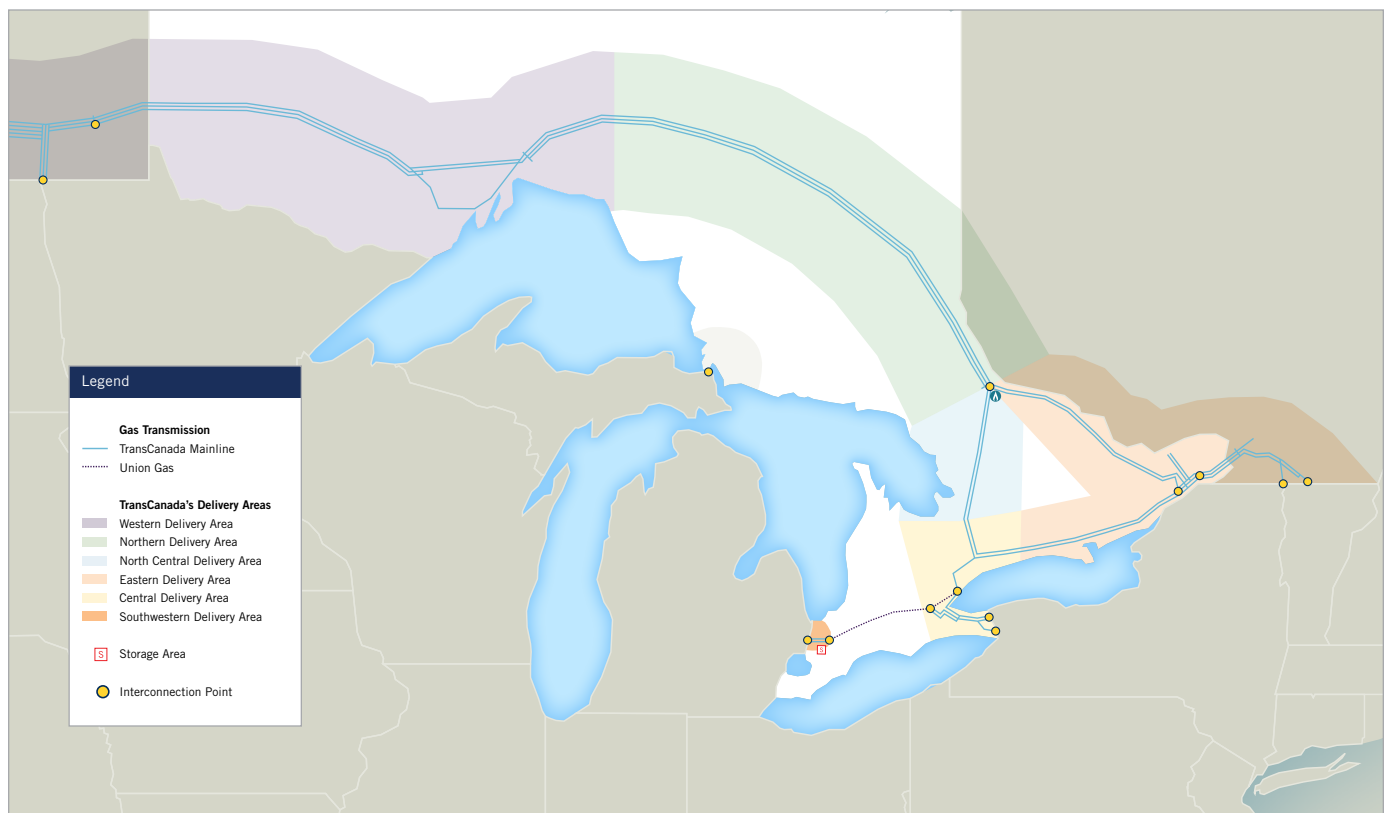 Legend
Gas Transmission
TransCanada Mainline
Union Gas
TransCanada's Delivery Areas
Western Delivery Area
Northern Delivery Area
North Central Delivery Area
Eastern Delivery Area
Central Delivery Area
Southwestern Delivery Area
S Storage Area
Interconnection Point
S